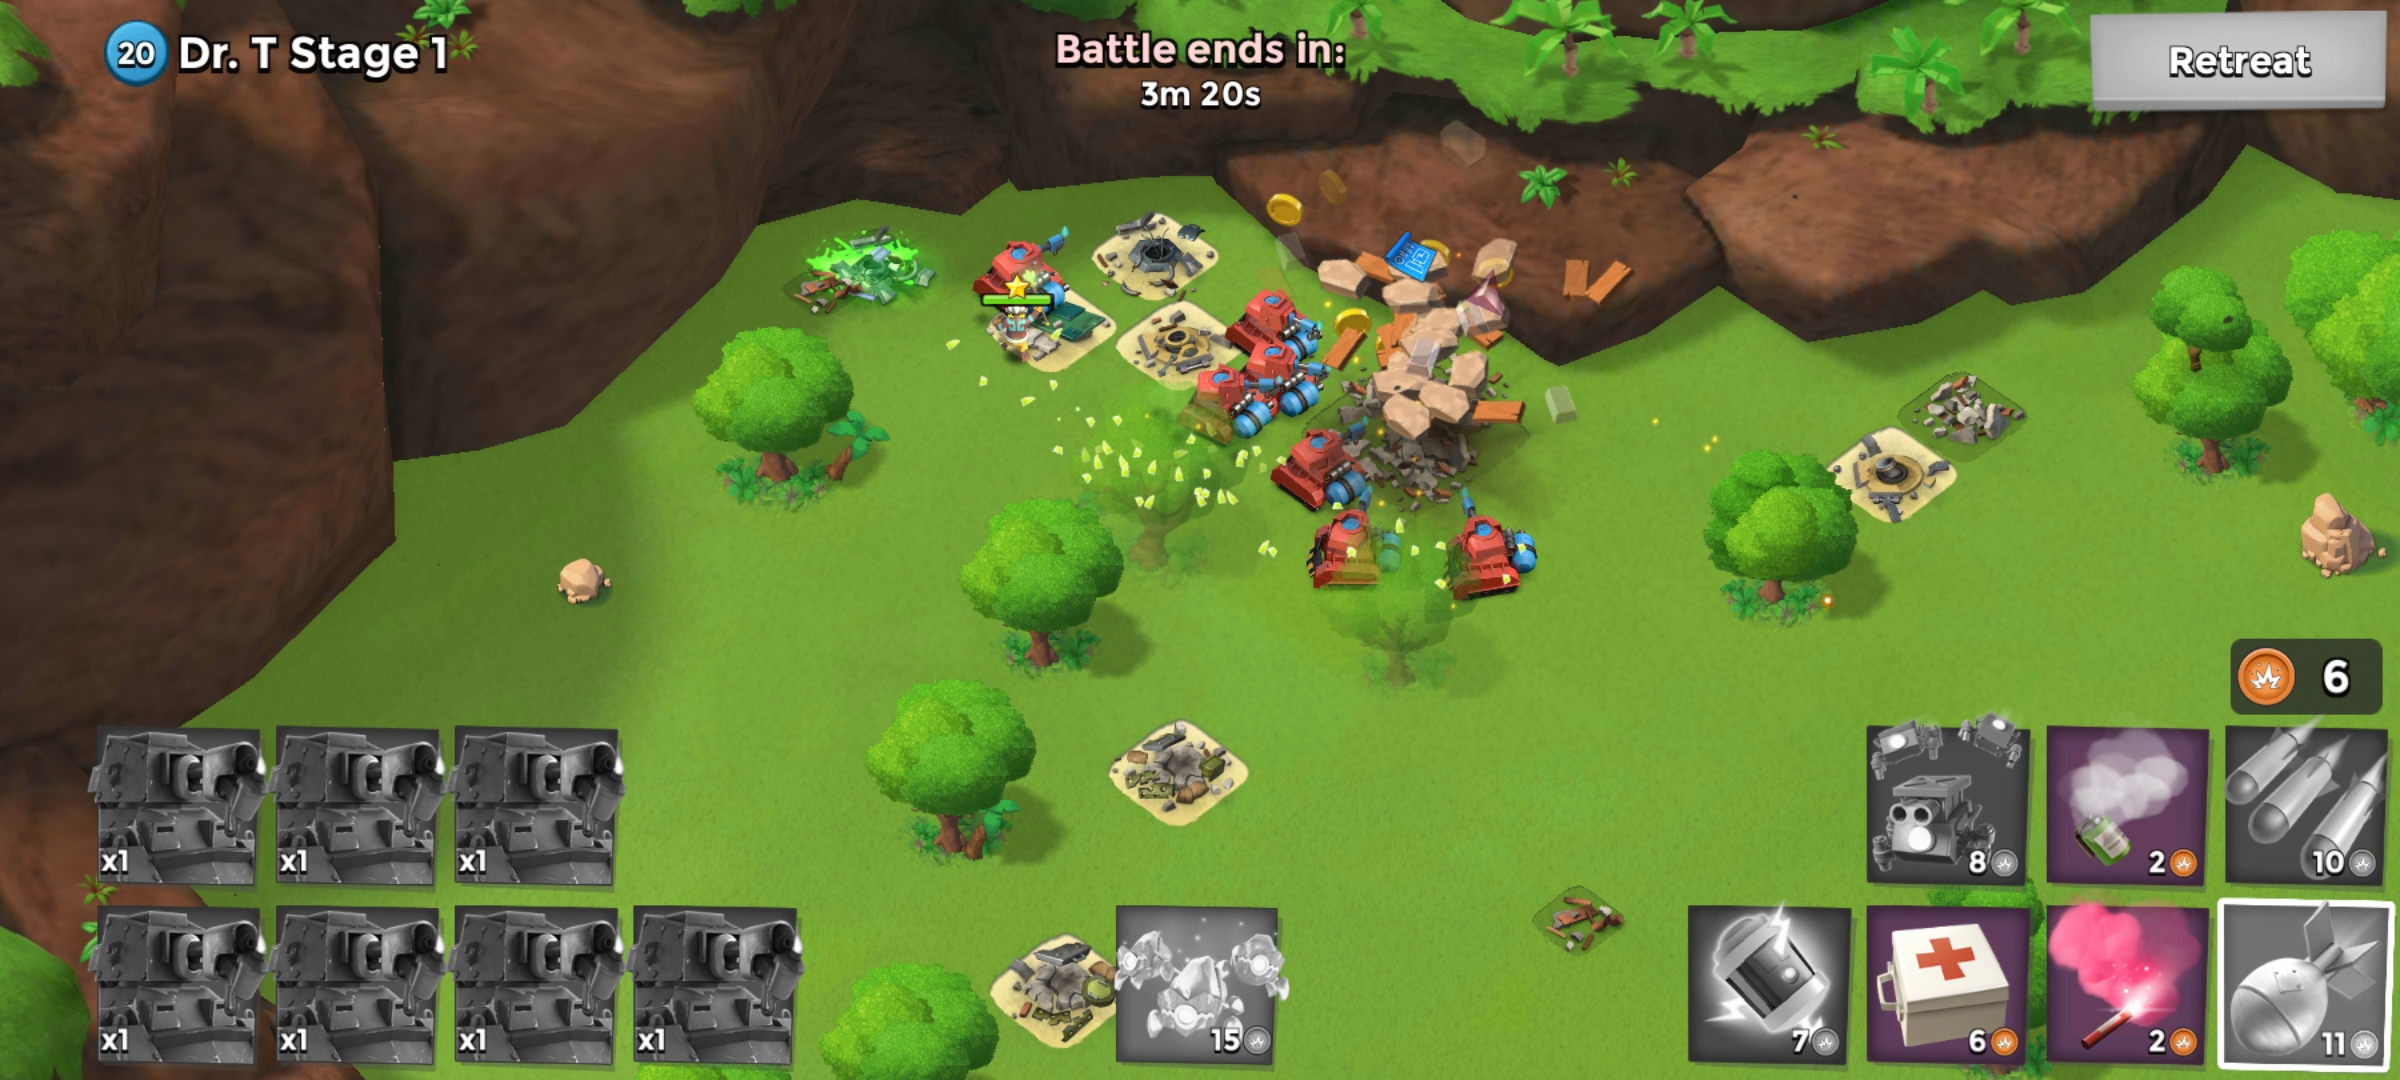 20 Dr. T Stage 1
Battle ends in:
3m 20s
Retreat
6
x1 x1 x1
8 2 10
x1 x1 x1 x1
15 7 6 2 11